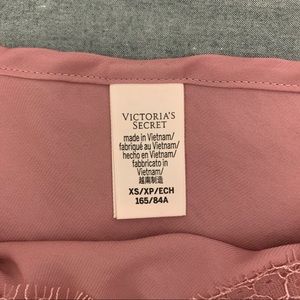 VICTORIA'S
SECRET
made in Vietnam/
fabriqué au Vietnam/
hecho en Vietnam/
fabbricato in
Vietnam/
越南制造
XS/XP/ECH
165/84A